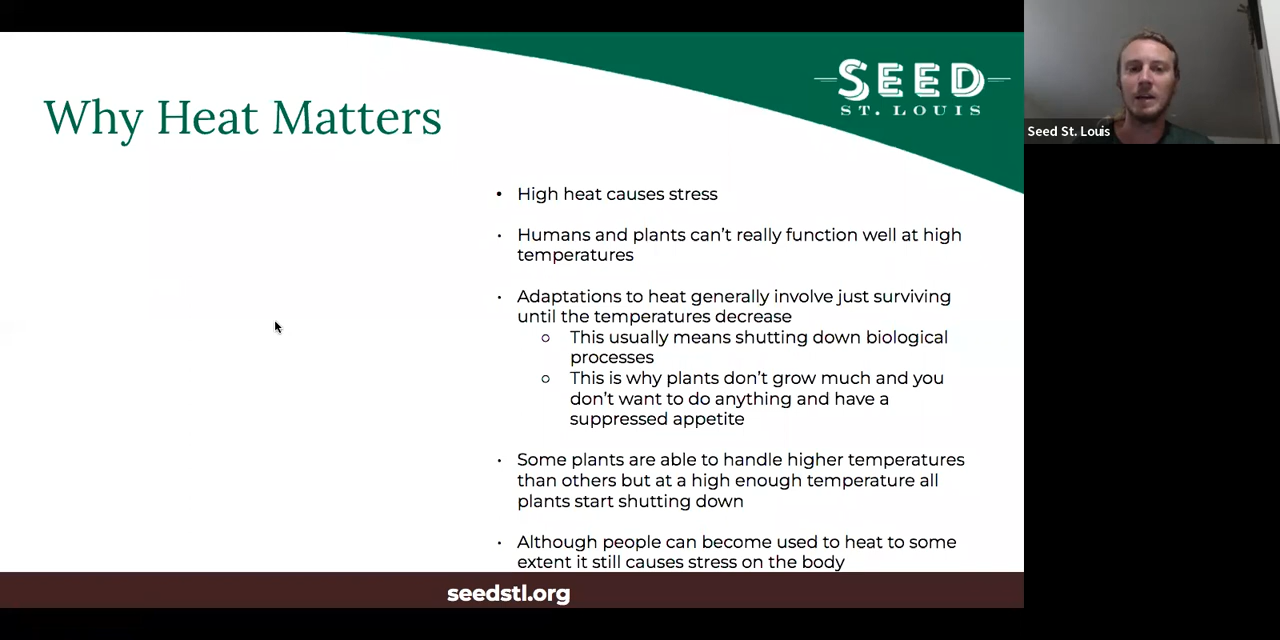 Why Heat Matters
SEED
ST. LOUIS
Seed St. Louis
• High heat causes stress
• Humans and plants can't really function well at high
temperatures
• Adaptations to heat generally involve just surviving
until the temperatures decrease
○ This usually means shutting down biological
processes
○ This is why plants don't grow much and you
don't want to do anything and have a
suppressed appetite
• Some plants are able to handle higher temperatures
than others but at a high enough temperature all
plants start shutting down
• Although people can become used to heat to some
extent it still causes stress on the body
seedstl.org